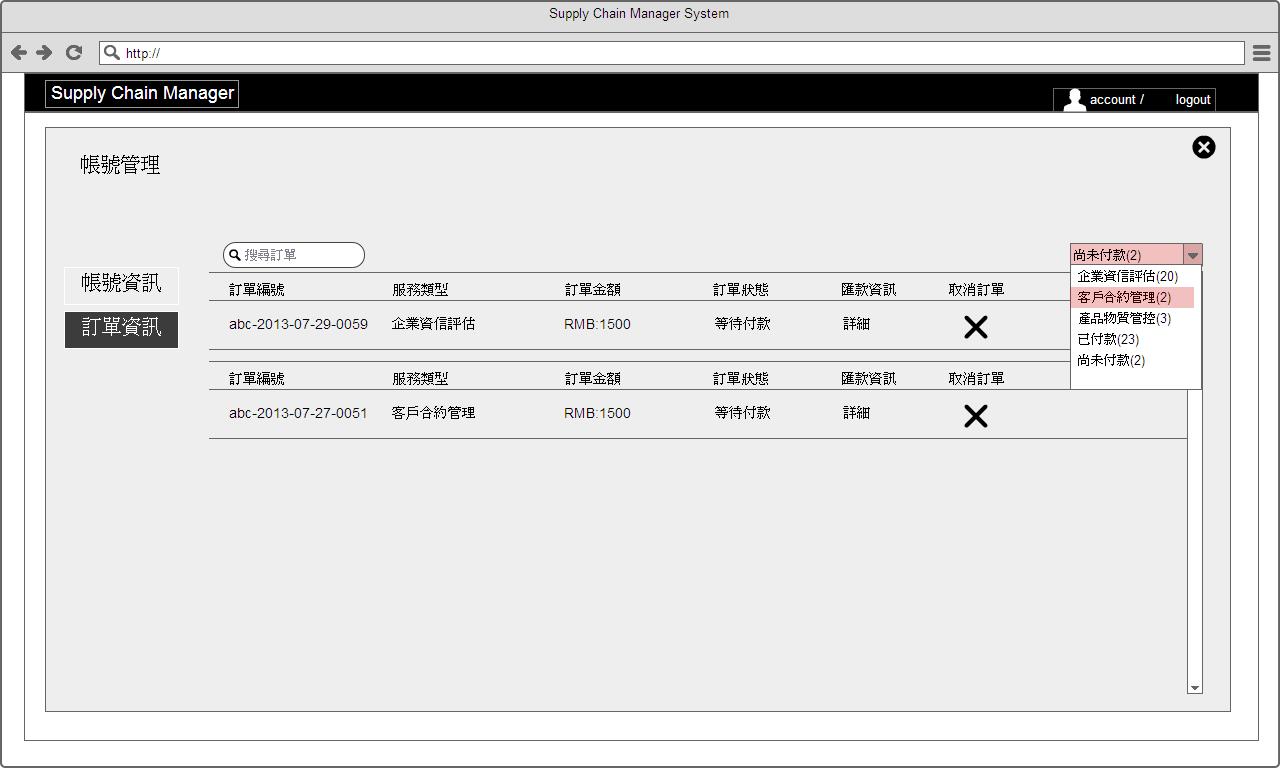 Supply Chain Manager System
http://
Supply Chain Manager
account /
logout
帳號管理
搜尋訂單
尚未付款(2)
企業資信評估(20)
客戶合約管理(2)
產品物質管控(3)
已付款(23)
尚未付款(2)
帳號資訊
訂單資訊
訂單編號 服務類型 訂單金額 訂單狀態 匯款資訊 取消訂單
abc-2013-07-29-0059 企業資信評估 RMB:1500 等待付款 詳細
訂單編號 服務類型 訂單金額 訂單狀態 匯款資訊 取消訂單
abc-2013-07-27-0051 客戶合約管理 RMB:1500 等待付款 詳細